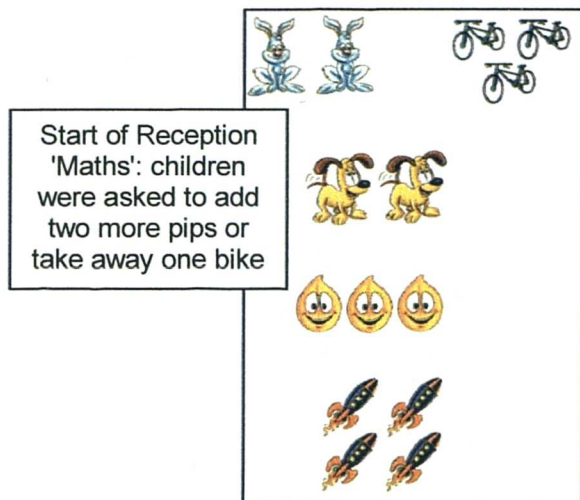 Start of Reception
'Maths': children
were asked to add
two more pips or
take away one bike